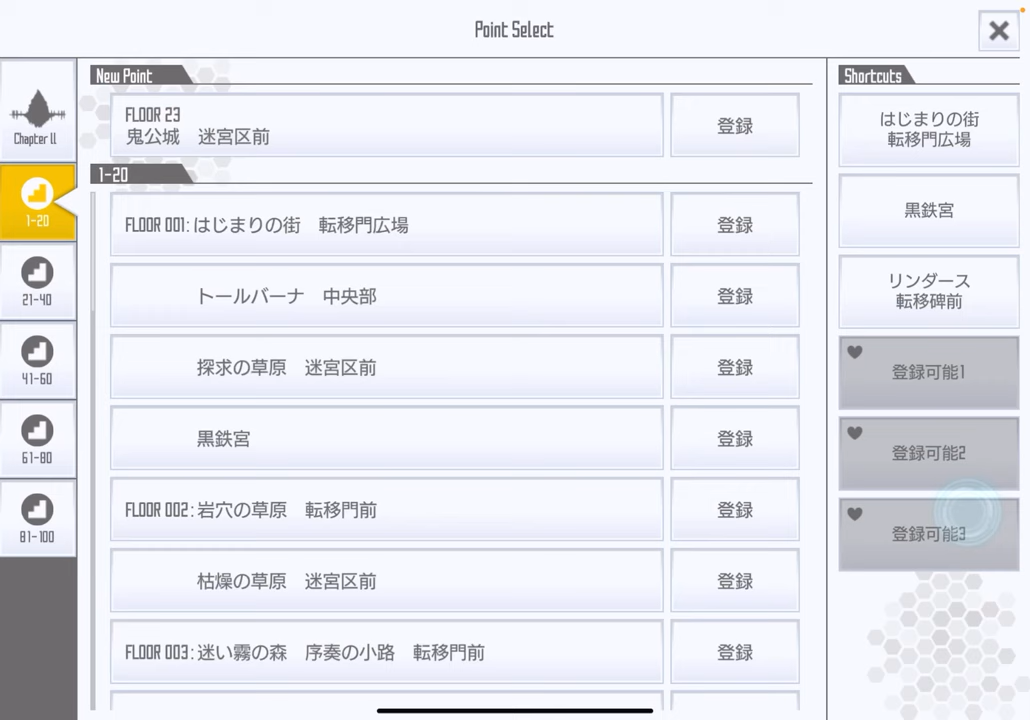 Point Select
Chapter 11
1-20
21-40
41-60
61-80
81-100
New Point
FLOOR 23
鬼公城　迷宮区前
登録
1-20
FLOOR 001: はじまりの街　転移門広場
登録
トールバーナ　中央部
登録
探求の草原　迷宮区前
登録
黒鉄宮
登録
FLOOR 002: 岩穴の草原　転移門前
登録
枯燥の草原　迷宮区前
登録
FLOOR 003: 迷い霧の森　序奏の小路　転移門前
登録
Shortcuts
はじまりの街
転移門広場
黒鉄宮
リンダース
転移碑前
登録可能1
登録可能2
登録可能3